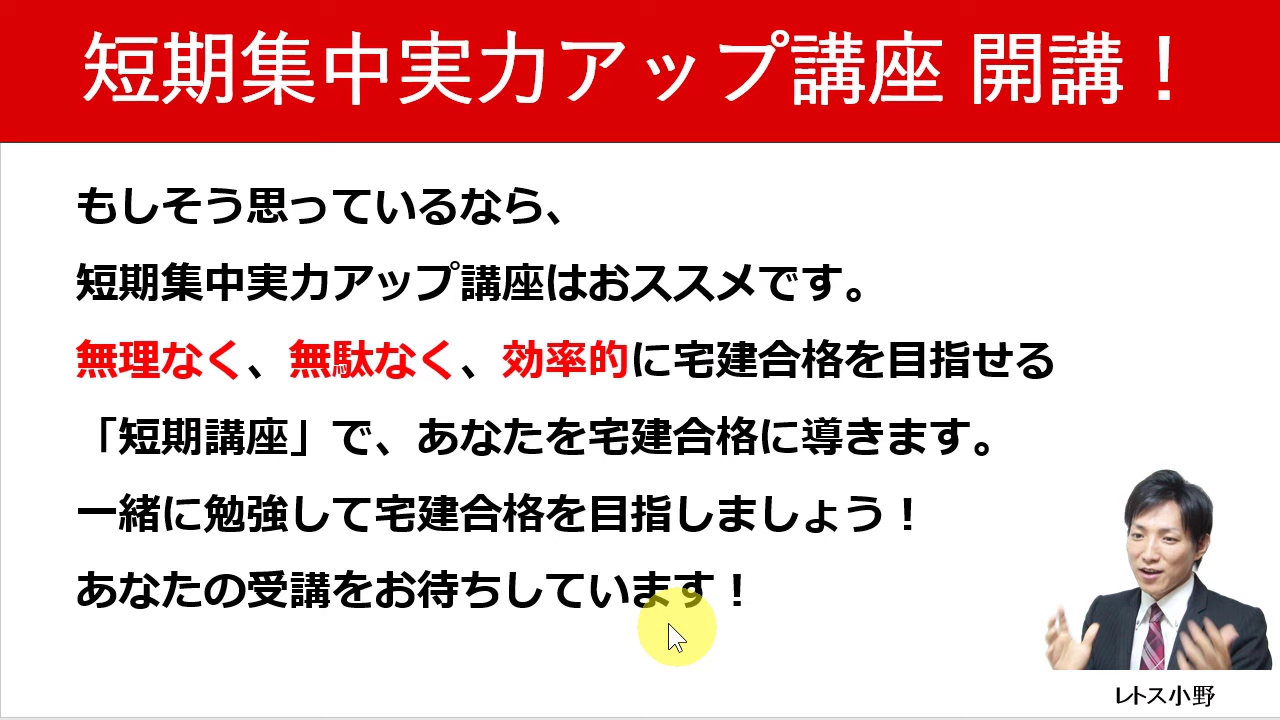 短期集中実力アップ講座 開講！
もしそう思っているなら、
短期集中実力アップ講座はおススメです。
無理なく、無駄なく、効率的に宅建合格を目指せる
「短期講座」で、あなたを宅建合格に導きます。
一緒に勉強して宅建合格を目指しましょう！
あなたの受講をお待ちしています！
レトス小野